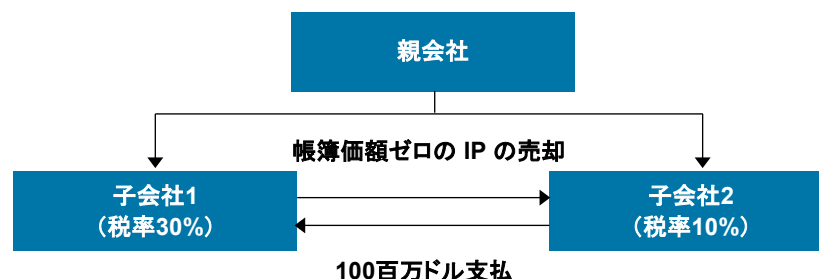 親会社
帳簿価額ゼロの IP の売却
子会社1
（税率30%）
子会社2
（税率10%）
100百万ドル支払